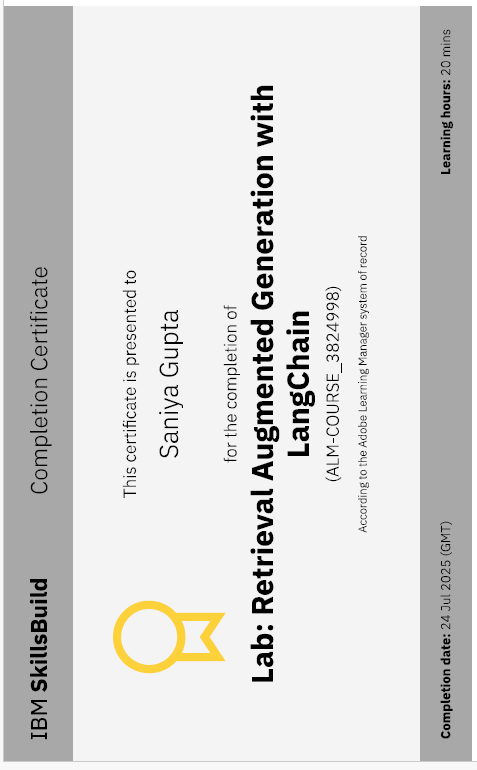 IBM SkillsBuild Completion Certificate
This certificate is presented to
Saniya Gupta
for the completion of
Lab: Retrieval Augmented Generation with
LangChain
(ALM-COURSE_3824998)
According to the Adobe Learning Manager system of record
Completion date: 24 Jul 2025 (GMT) Learning hours: 20 mins